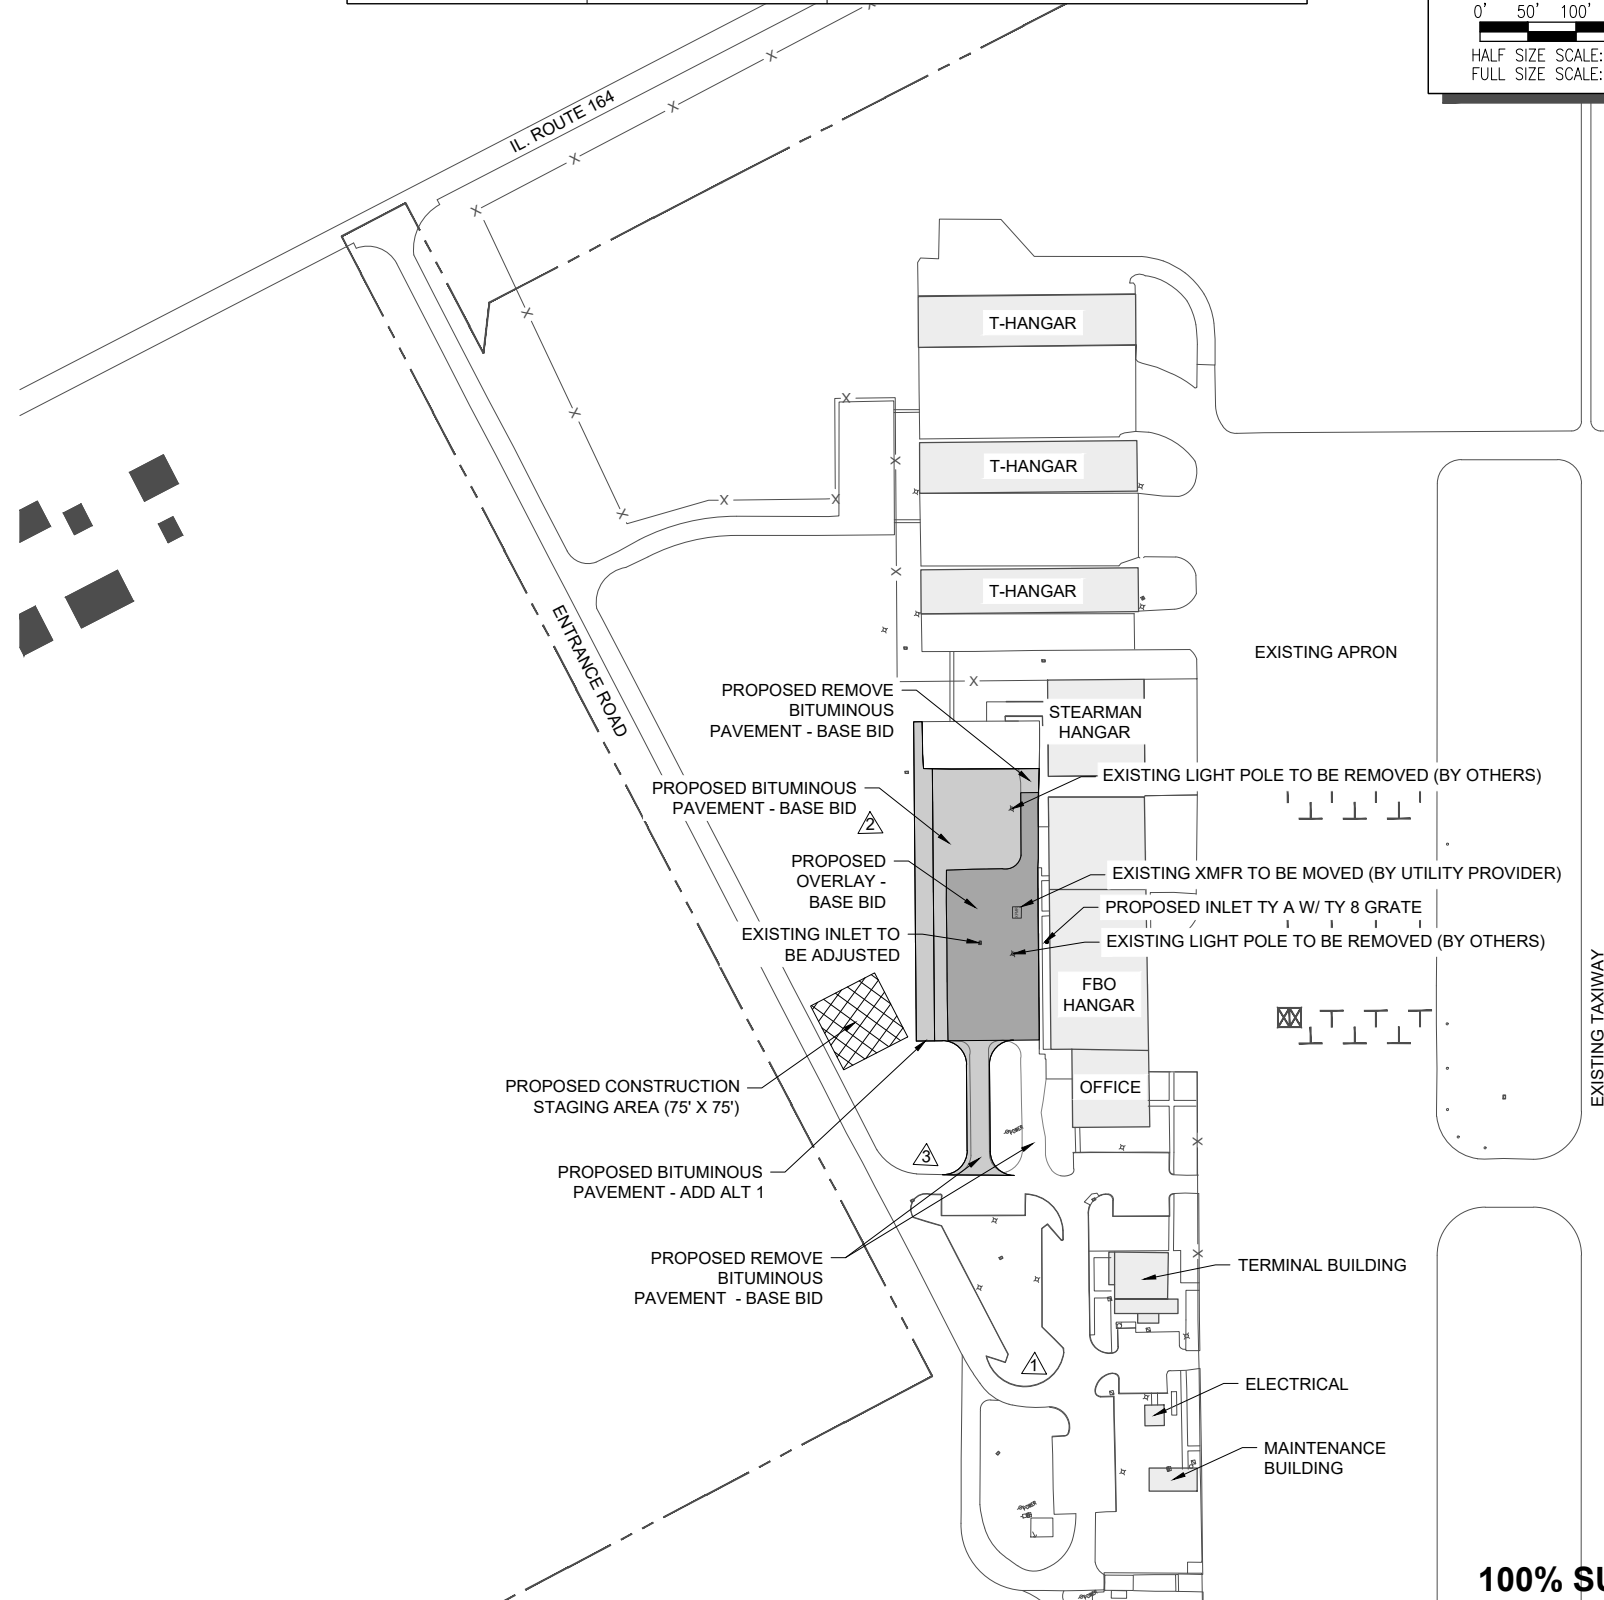 0' 50' 100'
HALF SIZE SCALE:
FULL SIZE SCALE:
IL. ROUTE 164
T-HANGAR
T-HANGAR
T-HANGAR
ENTRANCE ROAD
EXISTING APRON
PROPOSED REMOVE
BITUMINOUS
PAVEMENT - BASE BID
STEARMAN
HANGAR
EXISTING LIGHT POLE TO BE REMOVED (BY OTHERS)
PROPOSED BITUMINOUS
PAVEMENT - BASE BID
2
PROPOSED
OVERLAY -
BASE BID
EXISTING XMFR TO BE MOVED (BY UTILITY PROVIDER)
PROPOSED INLET TY A W/ TY 8 GRATE
EXISTING INLET TO
BE ADJUSTED
EXISTING LIGHT POLE TO BE REMOVED (BY OTHERS)
FBO
HANGAR
EXISTING TAXIWAY
PROPOSED CONSTRUCTION
STAGING AREA (75' X 75')
OFFICE
3
PROPOSED BITUMINOUS
PAVEMENT - ADD ALT 1
PROPOSED REMOVE
BITUMINOUS
PAVEMENT - BASE BID
TERMINAL BUILDING
1
ELECTRICAL
MAINTENANCE
BUILDING
100%